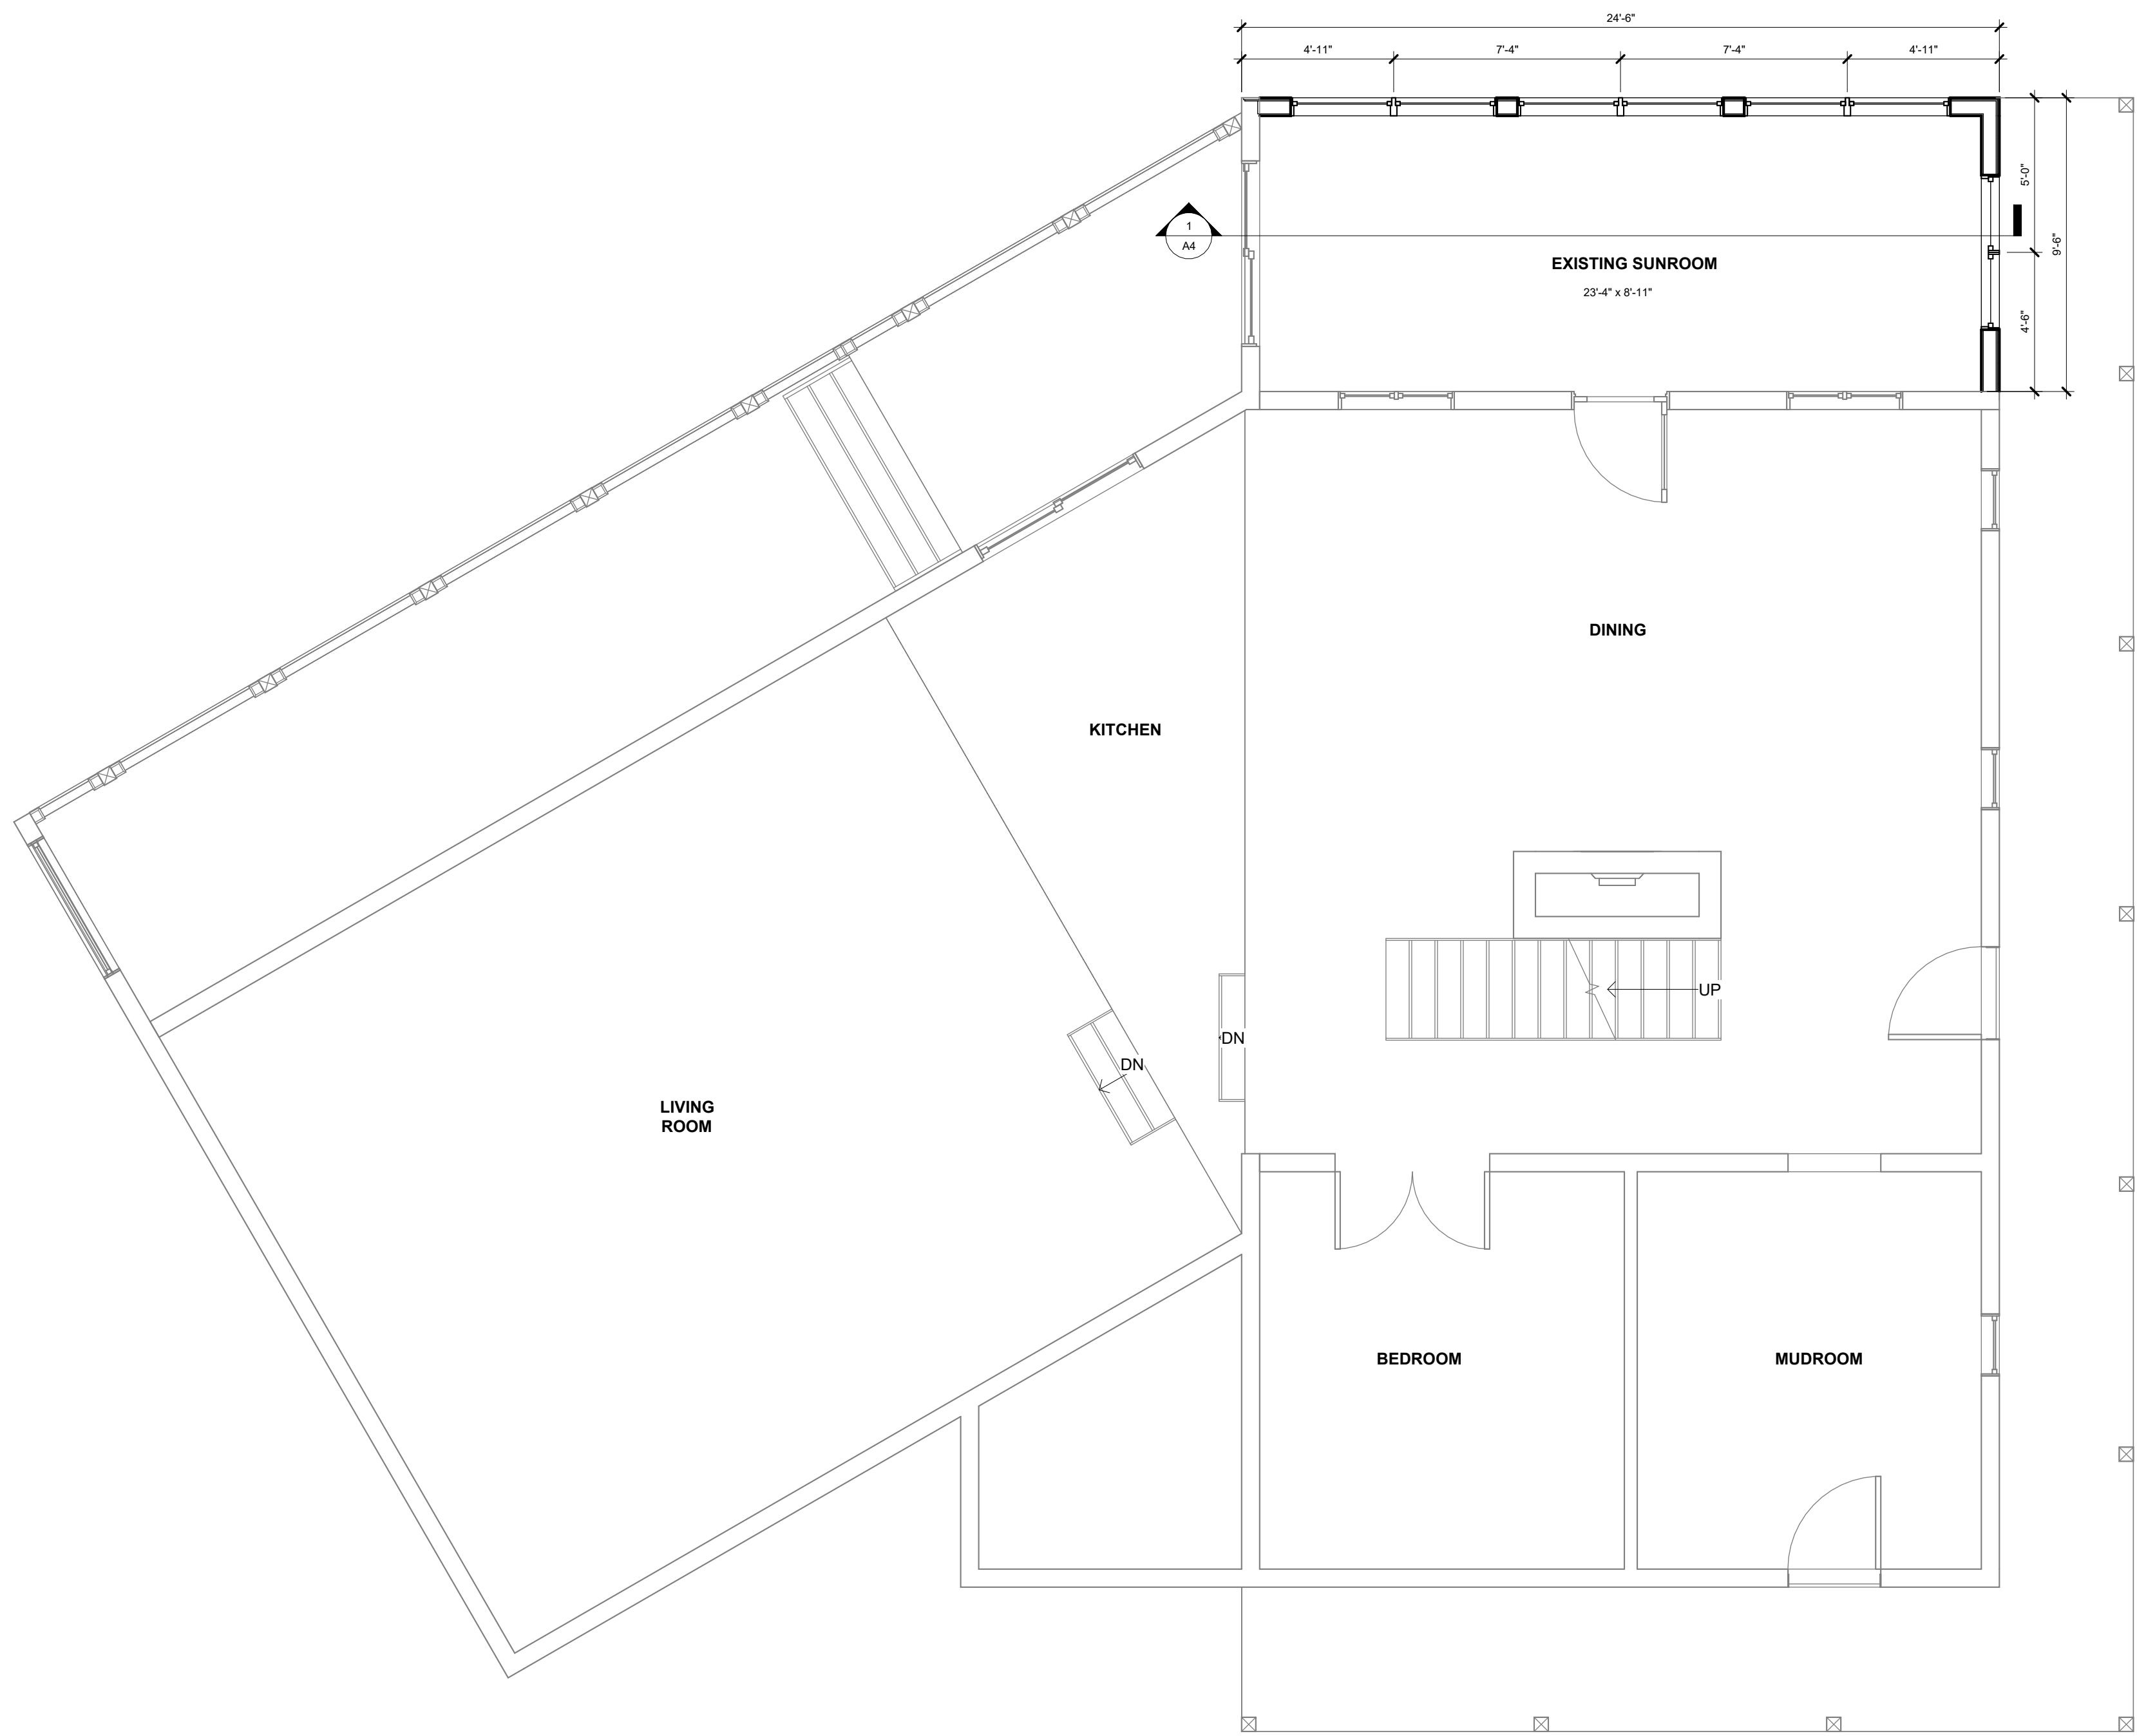 24'-6"
4'-11"
7'-4"
7'-4"
4'-11"
5'-0"
9'-6"
4'-6"
1
A4
EXISTING SUNROOM
23'-4" x 8'-11"
DINING
KITCHEN
UP
DN
DN
LIVING
ROOM
BEDROOM
MUDROOM